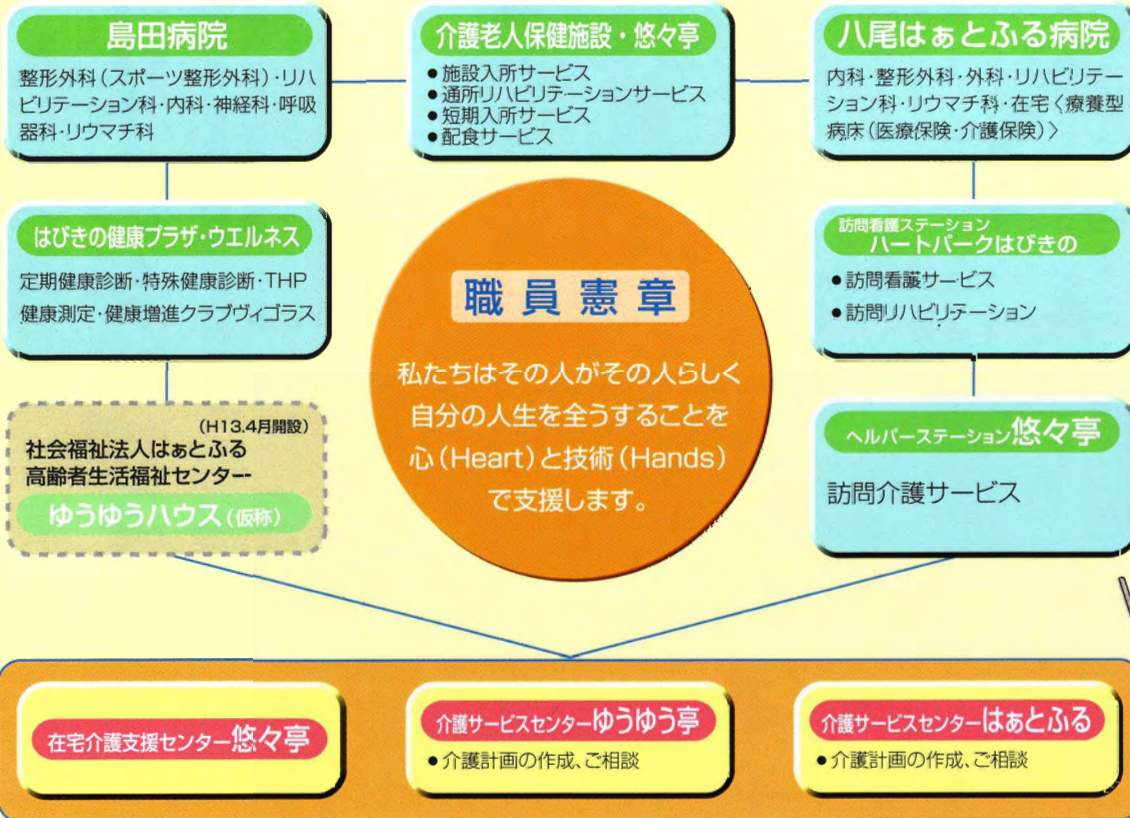 島田病院
整形外科(スポーツ整形外科)・リハ
ビリテーション科・内科・神経科・呼吸
器科・リウマチ科
介護老人保健施設・悠々亭
●施設入所サービス
●通所リハビリテーションサービス
●短期入所サービス
●配食サービス
八尾はぁとふる病院
内科・整形外科・外科・リハビリテー
ション科・リウマチ科・在宅〈療養型
病床(医療保険・介護保険)〉
はびきの健康プラザ・ウエルネス
定期健康診断・特殊健康診断・THP
健康測定・健康増進クラブヴィゴラス
職員憲章
私たちはその人がその人らしく
自分の人生を全うすることを
心(Heart)と技術(Hands)
で支援します。
訪問看護ステーション
ハートパークはびきの
●訪問看護サービス
●訪問リハビリテーション
(H13.4月開設)
社会福祉法人はぁとふる
高齢者生活福祉センター
ゆうゆうハウス(仮称)
ヘルパーステーション悠々亭
訪問介護サービス
在宅介護支援センター悠々亭
介護サービスセンターゆうゆう亭
●介護計画の作成、ご相談
介護サービスセンターはぁとふる
●介護計画の作成、ご相談